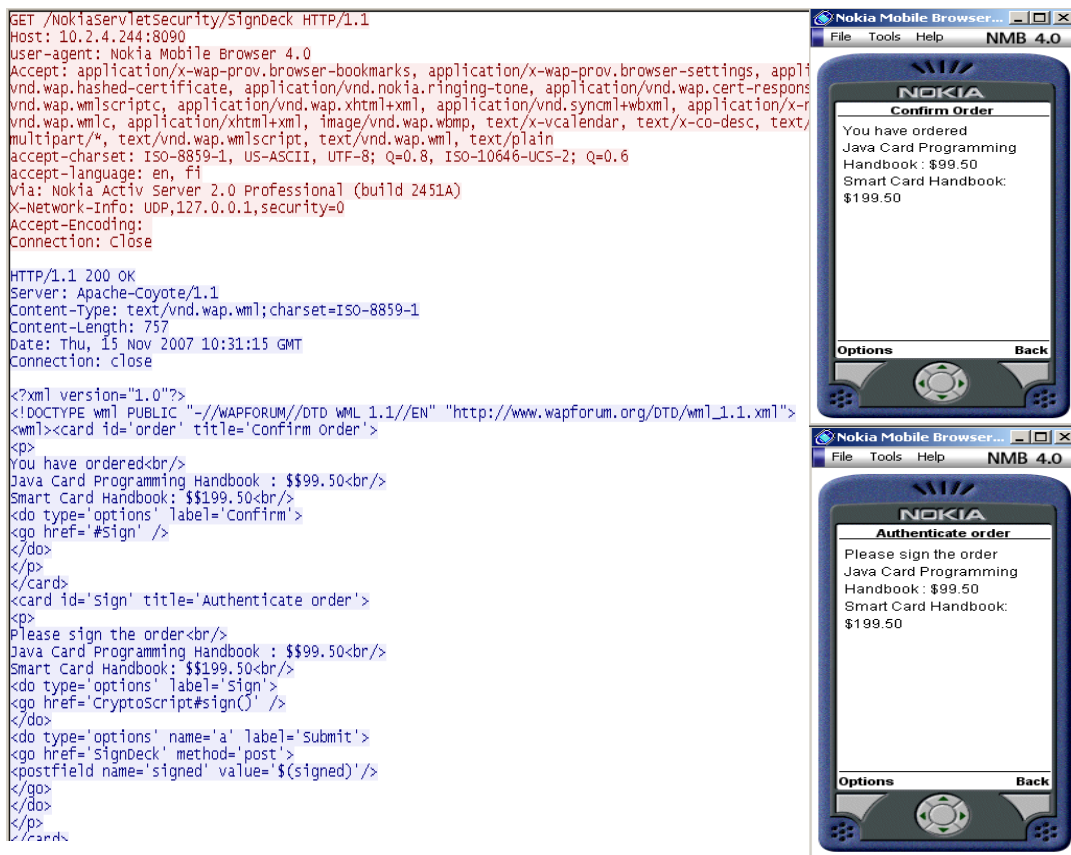 GET /NokiaServletSecurity/SignDeck HTTP/1.1
Host: 10.2.4.244:8090
user-agent: Nokia Mobile Browser 4.0
Accept: application/x-wap-prov.browser-bookmarks, application/x-wap-prov.browser-settings, appli
vnd.wap.hashed-certificate, application/vnd.nokia.ringing-tone, application/vnd.wap.cert-respons
vnd.wap.wmlscriptc, application/vnd.wap.xhtml+xml, application/vnd.syncml+wbxml, application/x-n
vnd.wap.wmlc, application/xhtml+xml, image/vnd.wap.wbmp, text/x-vcalendar, text/x-co-desc, text/
multipart/*, text/vnd.wap.wmlscript, text/vnd.wap.wml, text/plain
accept-charset: ISO-8859-1, US-ASCII, UTF-8; Q=0.8, ISO-10646-UCS-2; Q=0.6
accept-language: en, fi
Via: Nokia Activ Server 2.0 Professional (build 2451A)
X-Network-Info: UDP,127.0.0.1,security=0
Accept-Encoding:
Connection: Close
HTTP/1.1 200 OK
Server: Apache-Coyote/1.1
Content-Type: text/vnd.wap.wml;charset=ISO-8859-1
Content-Length: 757
Date: Thu, 15 Nov 2007 10:31:15 GMT
Connection: close
<?xml version="1.0"?>
<!DOCTYPE wml PUBLIC "-//WAPFORUM//DTD WML 1.1//EN" "http://www.wapforum.org/DTD/wml_1.1.xml">
<wml><card id='order' title='Confirm Order'>
<p>
You have ordered<br/>
Java Card Programming Handbook : $$99.50<br/>
Smart Card Handbook: $$199.50<br/>
<do type='options' label='Confirm'>
<go href='#Sign' />
</do>
</p>
</card>
<card id='Sign' title='Authenticate order'>
<p>
Please sign the order<br/>
Java Card Programming Handbook : $$99.50<br/>
Smart Card Handbook: $$199.50<br/>
<do type='options' label='Sign'>
<go href='CryptoScript#sign()' />
</do>
<do type='options' name='a' label='Submit'>
<go href='SignDeck' method='post'>
<postfield name='signed' value='$(signed)'/>
</go>
</do>
</p>
</card>
Nokia Mobile Browser...
File Tools Help NMB 4.0
NOKIA
Confirm Order
You have ordered
Java Card Programming
Handbook : $99.50
Smart Card Handbook:
$199.50
Options Back
Nokia Mobile Browser...
File Tools Help NMB 4.0
NOKIA
Authenticate order
Please sign the order
Java Card Programming
Handbook : $99.50
Smart Card Handbook:
$199.50
Options Back